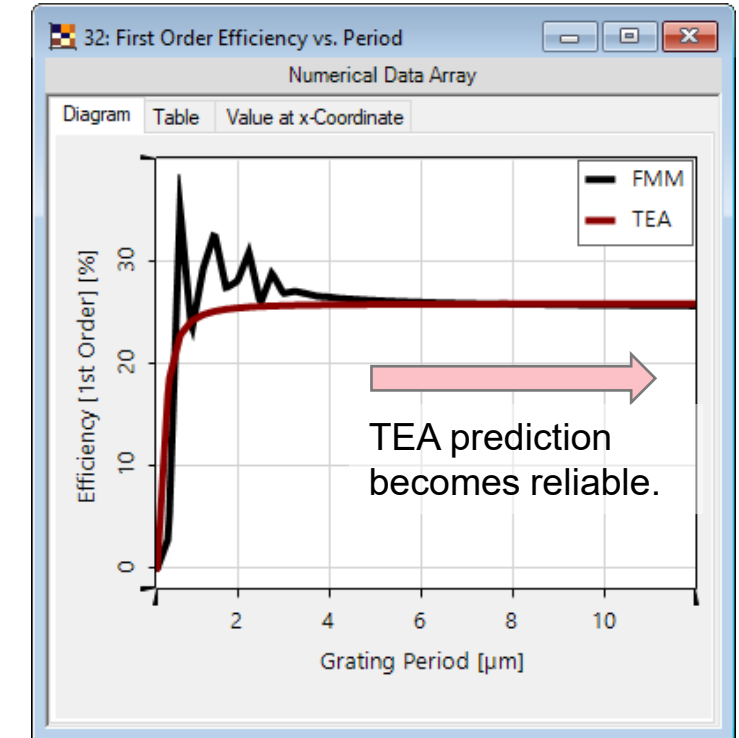 32: First Order Efficiency vs. Period
Numerical Data Array
Diagram Table Value at x-Coordinate
FMM
TEA
Efficiency [1st Order] [%]
30
20
10
0
TEA prediction
becomes reliable.
2 4 6 8 10
Grating Period [µm]